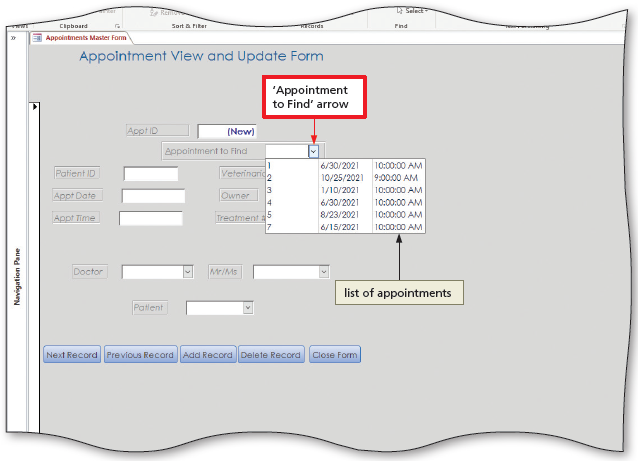 Clipboard
Sort & Filter
Records
Select
Find
»
Appointments Master Form
Appointment View and Update Form
'Appointment
to Find' arrow
Appt ID
(New)
Appointment to Find
Patient ID
Appt Date
Owner
Appt Time
Treatment #
1 6/30/2021 10:00:00 AM
2 10/25/2021 9:00:00 AM
3 1/10/2021 10:00:00 AM
4 6/30/2021 10:00:00 AM
5 8/23/2021 10:00:00 AM
7 6/15/2021 10:00:00 AM
Navigation Pane
Doctor
Mr/Ms
list of appointments
Patient
Next Record
Previous Record
Add Record
Delete Record
Close Form